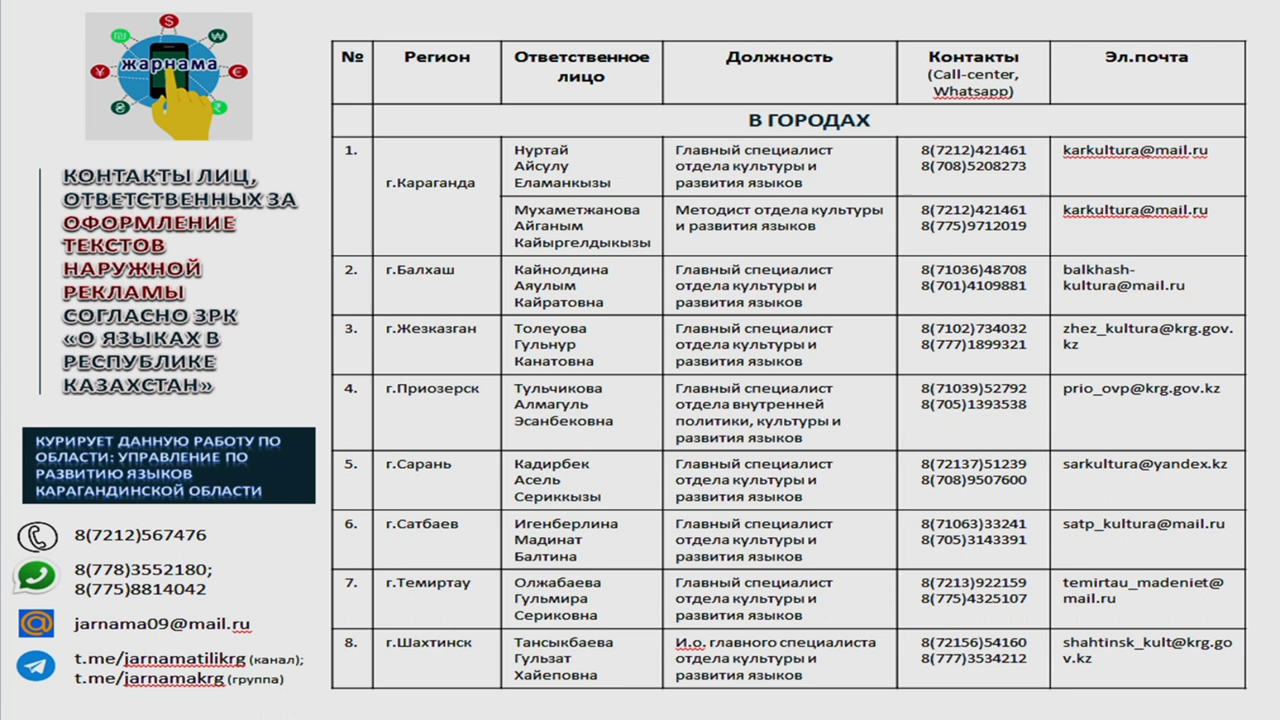 жарнама
КОНТАКТЫ ЛИЦ,
ОТВЕТСТВЕННЫХ ЗА
ОФОРМЛЕНИЕ
ТЕКСТОВ
НАРУЖНОЙ
РЕКЛАМЫ
СОГЛАСНО ЗРК
«О ЯЗЫКАХ В
РЕСПУБЛИКЕ
КАЗАХСТАН»
КУРИРУЕТ ДАННУЮ РАБОТУ ПО
ОБЛАСТИ: УПРАВЛЕНИЕ ПО
РАЗВИТИЮ ЯЗЫКОВ
КАРАГАНДИНСКОЙ ОБЛАСТИ
8(7212)567476
8(778)3552180;
8(775)8814042
jarnama09@mail.ru
t.me/jarnamatilikrg (канал);
t.me/jarnamakrg (группа)
№ Регион Ответственное Должность Контакты Эл.почта
лицо (Call-center,
Whatsapp)
В ГОРОДАХ
1. г.Караганда
Нуртай Главный специалист 8(7212)421461 karkultura@mail.ru
Айсулу отдела культуры и 8(708)5208273
Еламанкызы развития языков
Мухаметжанова Методист отдела культуры 8(7212)421461 karkultura@mail.ru
Айганым и развития языков 8(775)9712019
Кайыргелдыкызы
2. г.Балхаш Кайнолдина Главный специалист 8(71036)48708 balkhash-
Аяулым отдела культуры и 8(701)4109881 kultura@mail.ru
Кайратовна развития языков
3. г.Жезказган Толеуова Главный специалист 8(7102)734032 zhez_kultura@krg.gov.
Гульнур отдела культуры и 8(777)1899321 kz
Канатовна развития языков
4. г.Приозерск Тульчикова Главный специалист 8(71039)52792 prio_ovp@krg.gov.kz
Алмагуль отдела внутренней 8(705)1393538
Эсанбековна политики, культуры и
развития языков
5. г.Сарань Кадирбек Главный специалист 8(72137)51239 sarkultura@yandex.kz
Асель отдела культуры и 8(708)9507600
Сериккызы развития языков
6. г.Сатбаев Игенберлина Главный специалист 8(71063)33241 satp_kultura@mail.ru
Мадинат отдела культуры и 8(705)3143391
Балтина развития языков
7. г.Темиртау Олжабаева Главный специалист 8(7213)922159 temirtau_madeniet@
Гульмира отдела культуры и 8(775)4325107 mail.ru
Сериковна развития языков
8. г.Шахтинск Тансыкбаева И.о. главного специалиста 8(72156)54160 shahtinsk_kult@krg.go
Гульзат отдела культуры и 8(777)3534212 v.kz
Хайеповна развития языков